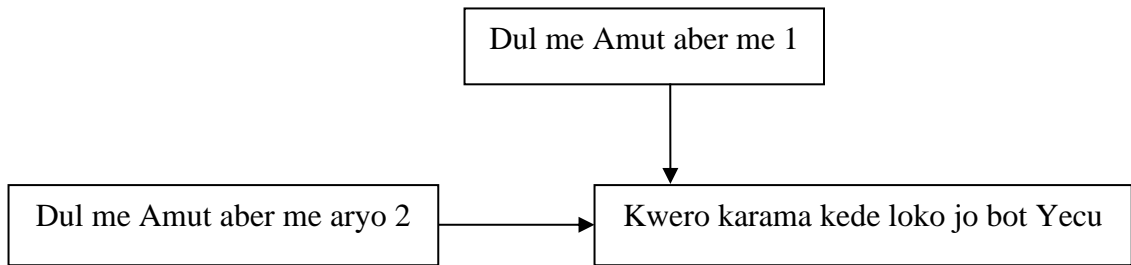 Dul me Amut aber me 1
Dul me Amut aber me aryo 2
Kwero karama kede loko jo bot Yecu